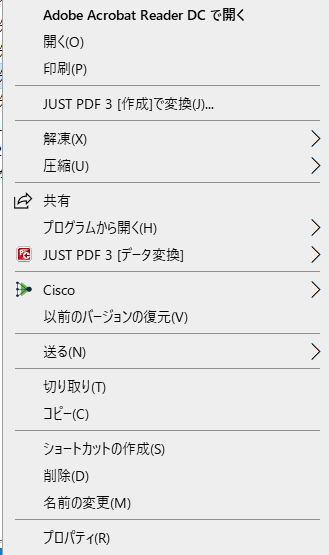 Adobe Acrobat Reader DC で開く
開く(O)
印刷(P)
JUST PDF 3 [作成]で変換(J)...
解凍(X)
圧縮(U)
共有
プログラムから開く(H)
JUST PDF 3 [データ変換]
Cisco
以前のバージョンの復元(V)
送る(N)
切り取り(T)
コピー(C)
ショートカットの作成(S)
削除(D)
名前の変更(M)
プロパティ(R)